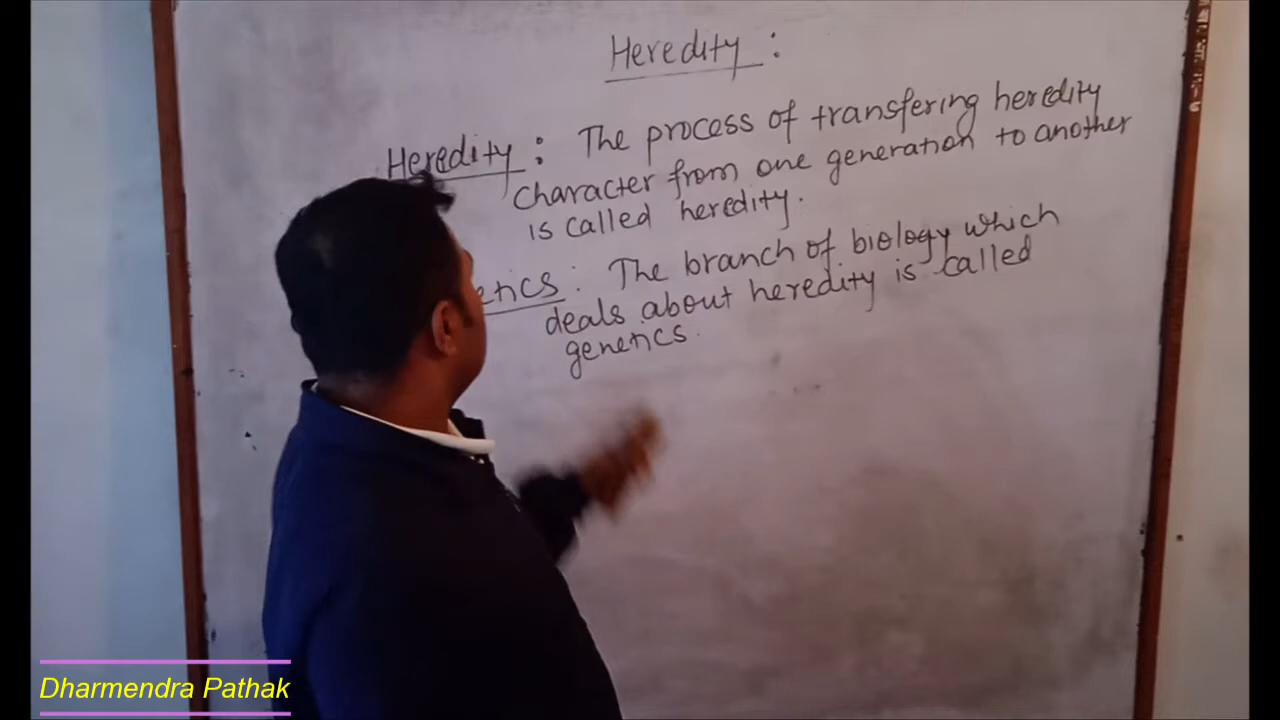 Heredity :
Heredity : The process of transfering heredity
character from one generation to another
is called heredity.
etics : The branch of biology which
deals about heredity is called
genetics.
Dharmendra Pathak